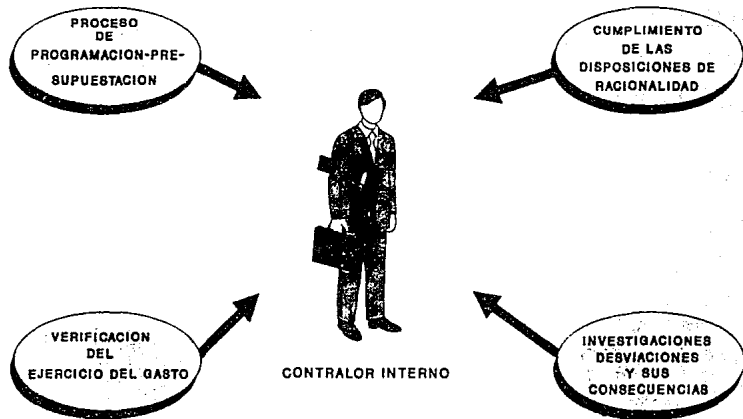 PROCESO
DE
PROGRAMACION-PRE-
SUPUESTACION
CUMPLIMIENTO
DE LAS
DISPOSICIONES DE
RACIONALIDAD
VERIFICACION
DEL
EJERCICIO DEL GASTO
CONTRALOR INTERNO
INVESTIGACIONES
DESVIACIONES
Y SUS
CONSECUENCIAS